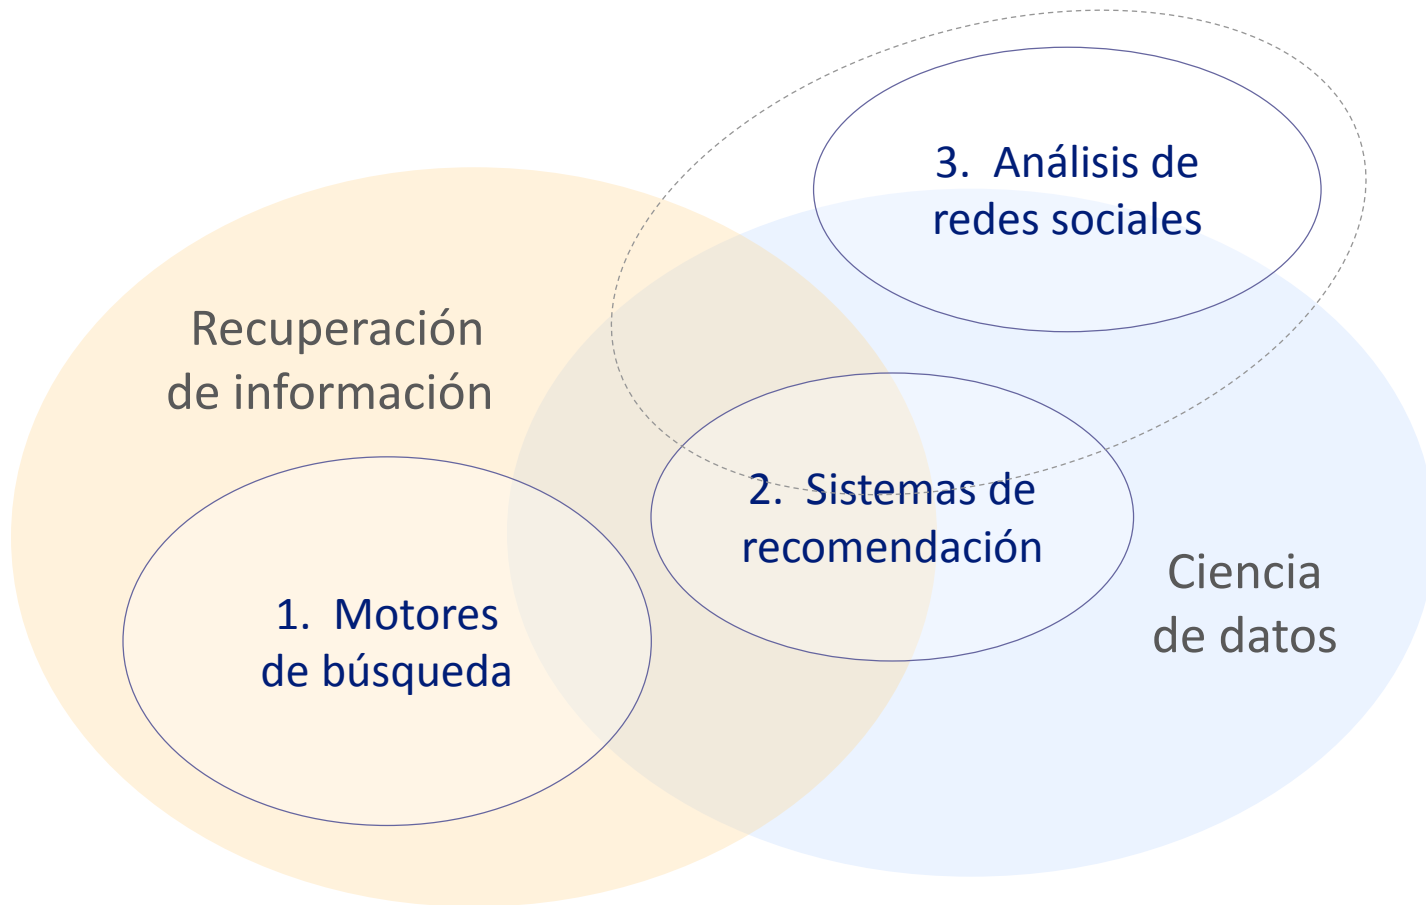 3. Análisis de
redes sociales
Recuperación
de información
2. Sistemas de
recomendación
Ciencia
de datos
1. Motores
de búsqueda